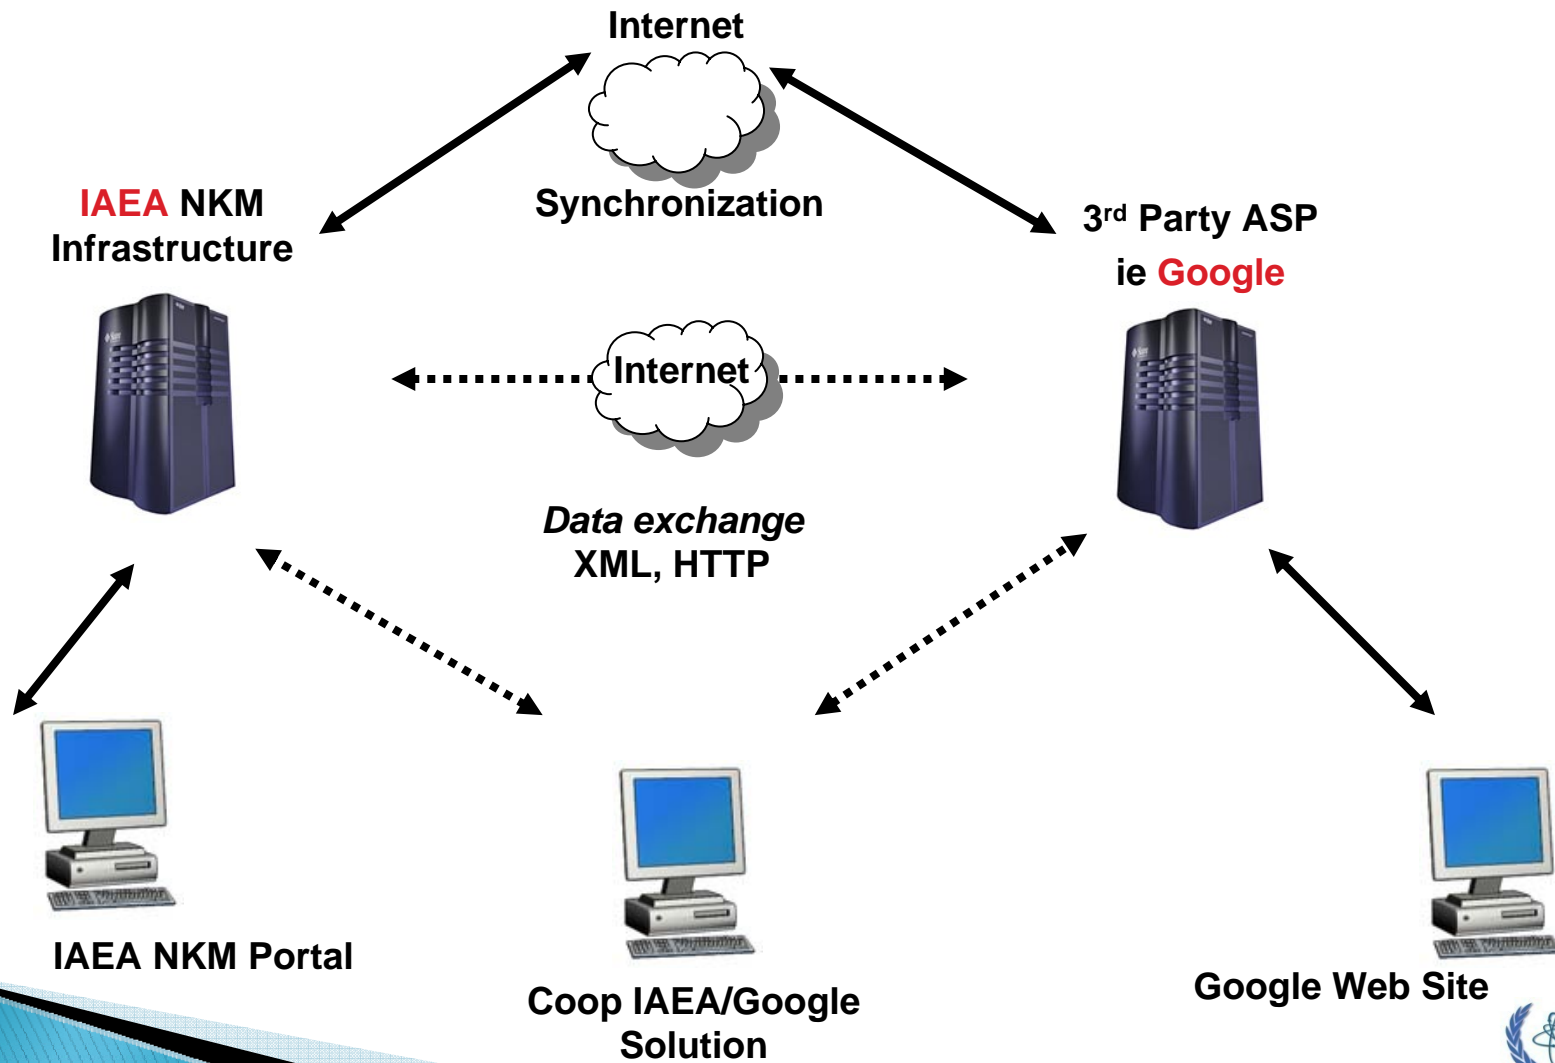 Internet
Synchronization
IAEA NKM
Infrastructure
3rd Party ASP
ie Google
Internet
Data exchange
XML, HTTP
IAEA NKM Portal
Coop IAEA/Google
Solution
Google Web Site